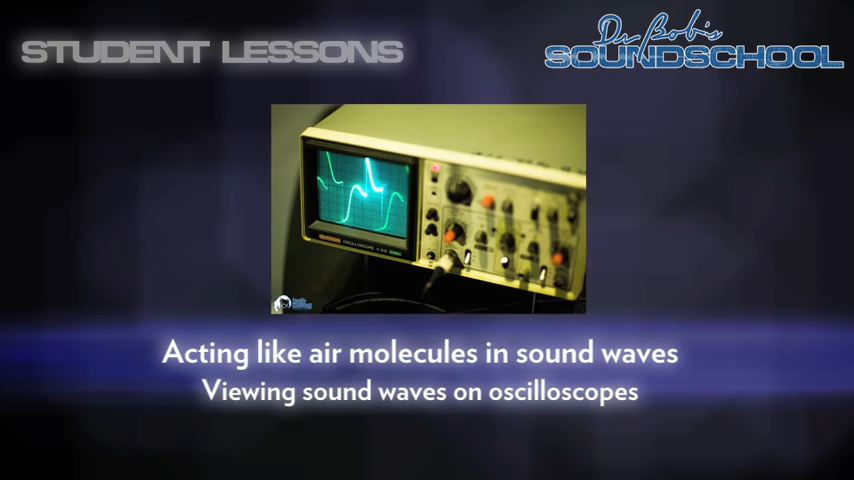 STUDENT LESSONS
Dr Bob's
SOUNDSCHOOL
OSCILLOSCOPE
Acting like air molecules in sound waves
Viewing sound waves on oscilloscopes